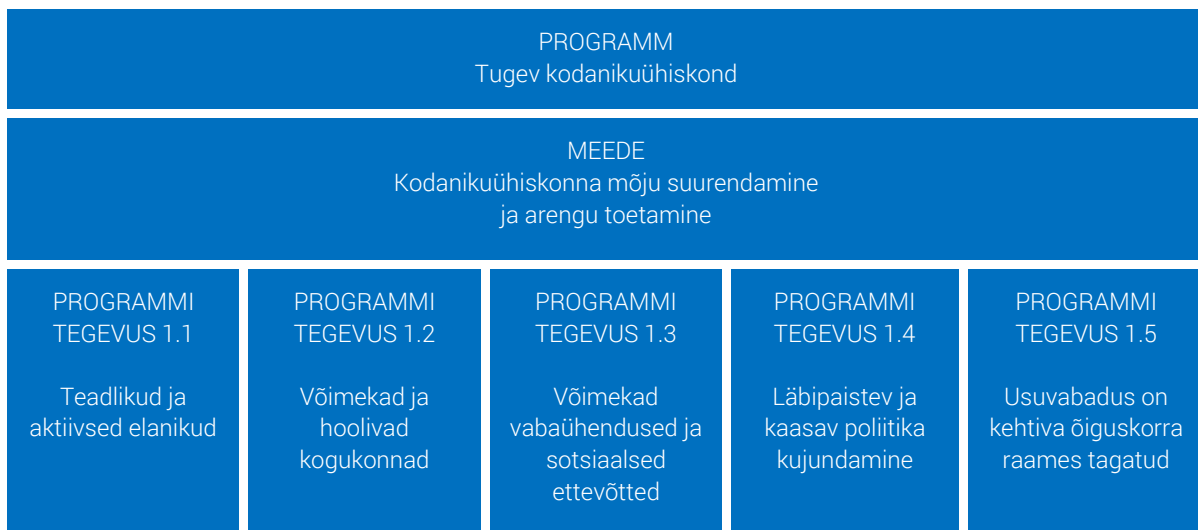 PROGRAMM
Tugev kodanikuühiskond
MEEDE
Kodanikuühiskonna mõju suurendamine
ja arengu toetamine
PROGRAMMI
TEGEVUS 1.1
Teadlikud ja
aktiivsed elanikud
PROGRAMMI
TEGEVUS 1.2
Võimekad ja
hoolivad
kogukonnad
PROGRAMMI
TEGEVUS 1.3
Võimekad
vabaühendused ja
sotsiaalsed
ettevõtted
PROGRAMMI
TEGEVUS 1.4
Läbipaistev ja
kaasav poliitika
kujundamine
PROGRAMMI
TEGEVUS 1.5
Usuvabadus on
kehtiva õiguskorra
raames tagatud